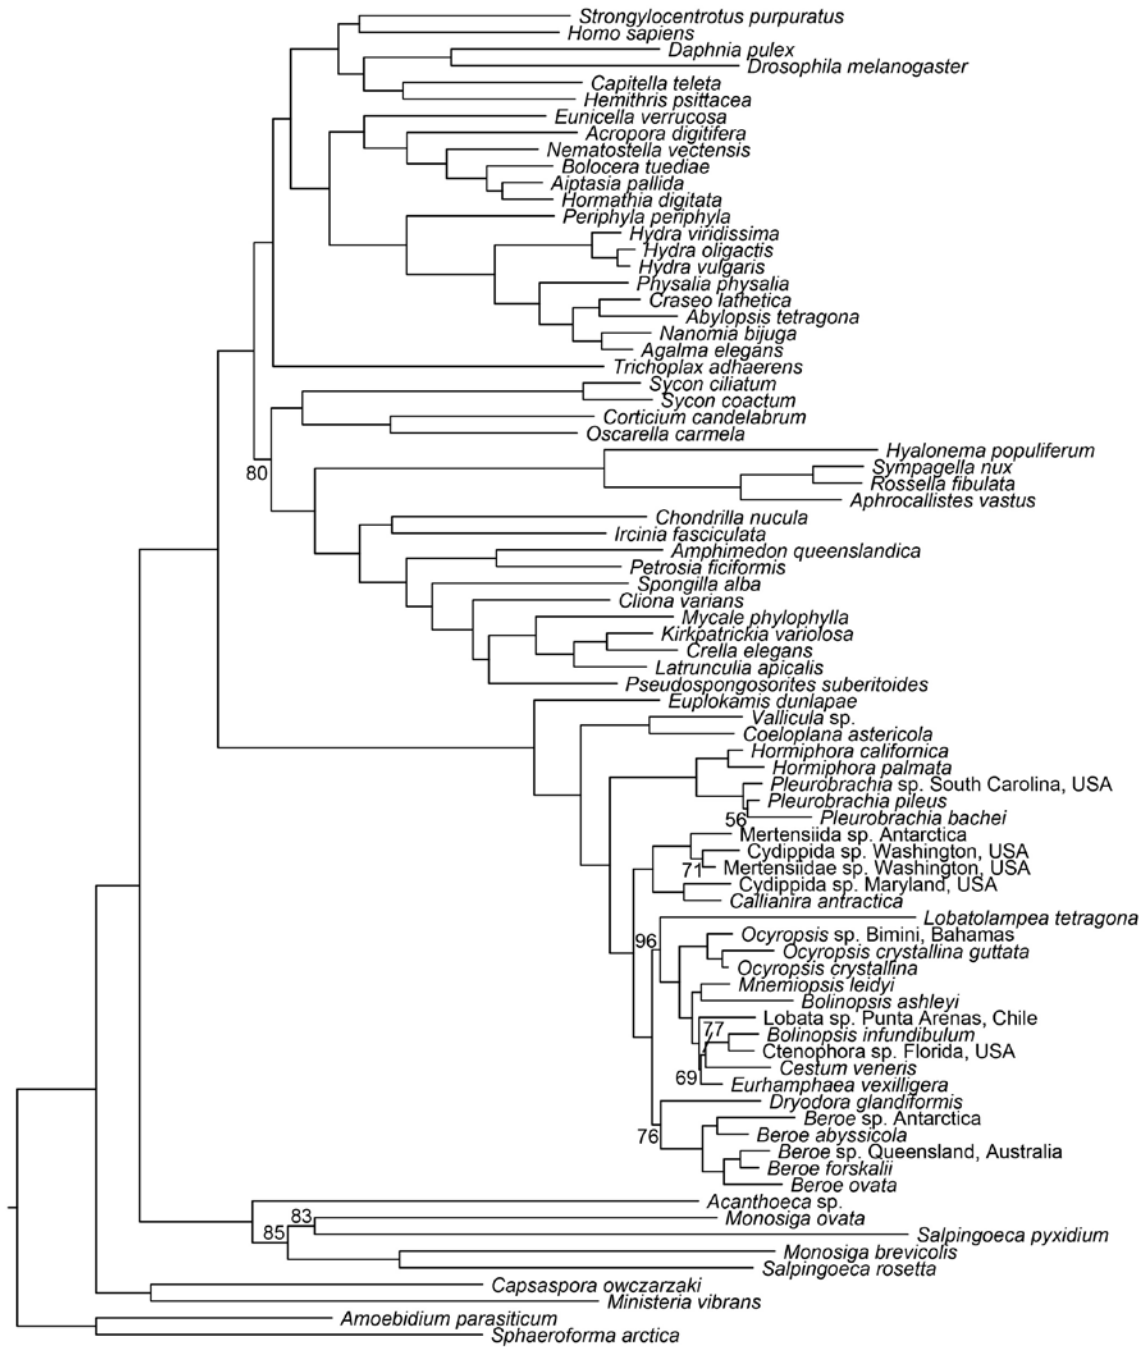 Strongylocentrotus purpuratus
Homo sapiens
Daphnia pulex
Drosophila melanogaster
Capitella teleta
Hemithris psittacea
Eunicella verrucosa
Acropora digitifera
Nematostella vectensis
Bolocera tuediae
Aiptasia pallida
Hormathia digitata
Periphyla periphyla
Hydra viridissima
Hydra oligactis
Hydra vulgaris
Physalia physalia
Craseo lathetica
Abylopsis tetragona
Nanomia bijuga
Agalma elegans
Trichoplax adhaerens
Sycon ciliatum
Sycon coactum
Corticium candelabrum
Oscarella carmela
Hyalonema populiferum
80
Sympagella nux
Rossella fibulata
Aphrocallistes vastus
Chondrilla nucula
Ircinia fasciculata
Amphimedon queenslandica
Petrosia ficiformis
Spongilla alba
Cliona varians
Mycale phylophylla
Kirkpatrickia variolosa
Crella elegans
Latrunculia apicalis
Pseudospongosorites suberitoides
Euplokamis dunlapae
Vallicula sp.
Coeloplana astericola
Hormiphora californica
Hormiphora palmata
Pleurobrachia sp. South Carolina, USA
Pleurobrachia pileus
56
Pleurobrachia bachei
Mertensiida sp. Antarctica
Cydippida sp. Washington, USA
71
Mertensiidae sp. Washington, USA
Cydippida sp. Maryland, USA
Callianira antractica
Lobatolampea tetragona
96
Ocyropsis sp. Bimini, Bahamas
Ocyropsis crystallina guttata
Ocyropsis crystallina
Mnemiopsis leidyi
Bolinopsis ashleyi
Lobata sp. Punta Arenas, Chile
77
Bolinopsis infundibulum
Ctenophora sp. Florida, USA
Cestum veneris
69
Eurhamphaea vexilligera
Dryodora glandiformis
Beroe sp. Antarctica
76
Beroe abyssicola
Beroe sp. Queensland, Australia
Beroe forskalii
Beroe ovata
Acanthoeca sp.
83
Monosiga ovata
85
Salpingoeca pyxidium
Monosiga brevicolis
Salpingoeca rosetta
Capsaspora owczarzaki
Ministeria vibrans
Amoebidium parasiticum
Sphaeroforma arctica